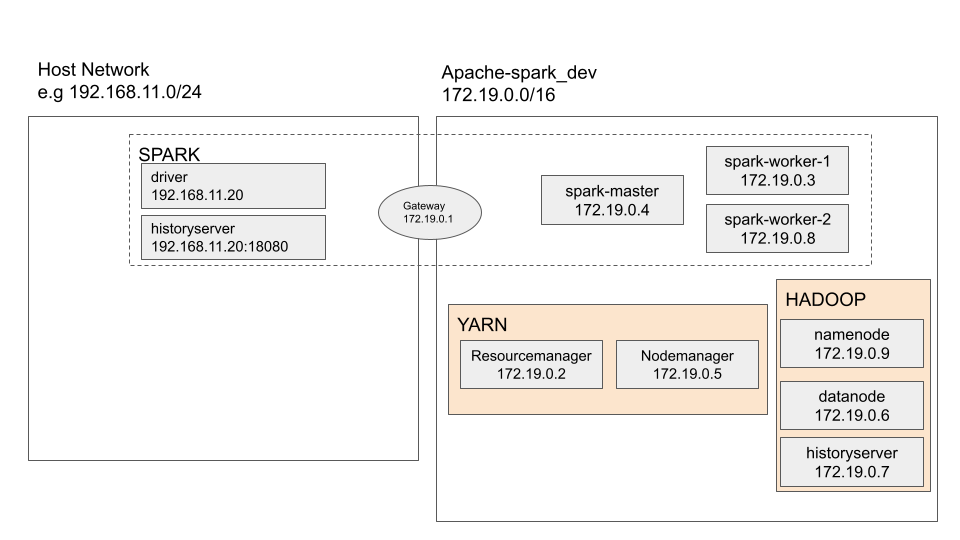 Host Network
e.g 192.168.11.0/24
Apache-spark_dev
172.19.0.0/16
SPARK
driver
192.168.11.20
historyserver
192.168.11.20:18080
Gateway
172.19.0.1
spark-master
172.19.0.4
spark-worker-1
172.19.0.3
spark-worker-2
172.19.0.8
YARN
Resourcemanager
172.19.0.2
Nodemanager
172.19.0.5
HADOOP
namenode
172.19.0.9
datanode
172.19.0.6
historyserver
172.19.0.7